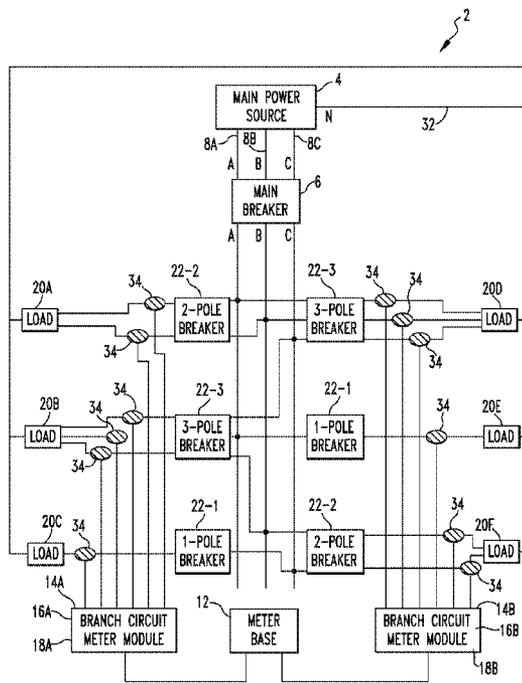 2
4
MAIN POWER
SOURCE
N
32
8A
8B
8C
A B C
6
MAIN
BREAKER
A B C
20A
LOAD
34
34
22-2
2-POLE
BREAKER
22-3
3-POLE
BREAKER
34
34
34
20D
LOAD
20B
LOAD
34
34
34
22-3
3-POLE
BREAKER
22-1
1-POLE
BREAKER
34
20E
LOAD
20C
LOAD
34
22-1
1-POLE
BREAKER
22-2
2-POLE
BREAKER
34
34
20F
LOAD
14A
16A
18A
BRANCH CIRCUIT
METER MODULE
12
METER
BASE
BRANCH CIRCUIT
METER MODULE
14B
16B
18B